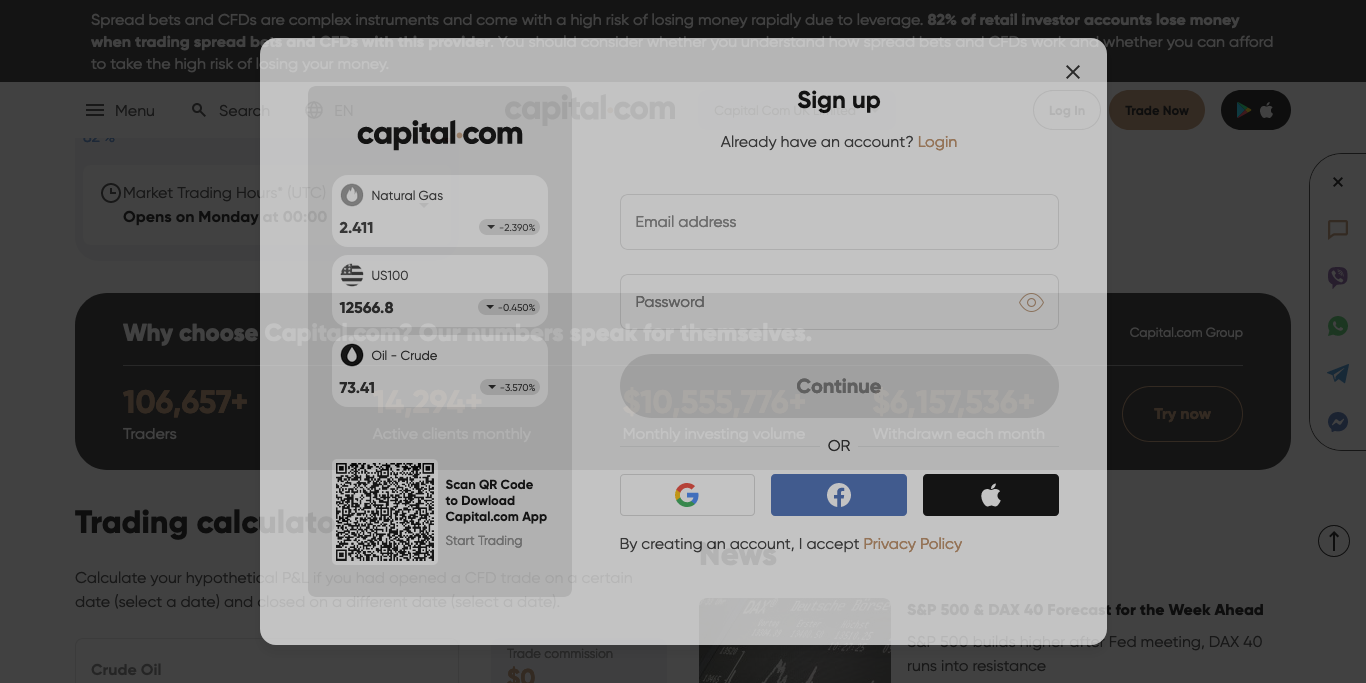 Spread bets and CFDs are complex instruments and come with a high risk of losing money rapidly due to leverage. 82% of retail investor accounts lose money
when trading spread bets and CFDs with this provider. You should consider whether you understand how spread bets and CFDs work and whether you can afford
to take the high risk of losing your money.
Menu
Search
EN
capital.com
Capital Com
Log In
Trade Now
82 %
Market Trading Hours* (UTC)
Opens on Monday at 00:00
capital.com
Natural Gas
2.411
-2.390%
US100
12566.8
-0.450%
Oil - Crude
73.41
-3.570%
Scan QR Code
to Dowload
Capital.com App
Start Trading
Sign up
Already have an account? Login
Email address
Password
Continue
OR
By creating an account, I accept Privacy Policy
Why choose Capital.com? Our numbers speak for themselves.
Capital.com Group
106,657+
Traders
14,294+
Active clients monthly
$10,555,776+
Monthly investing volume
$6,157,536+
Withdrawn each month
Try now
Trading calculator
Calculate your hypothetical P&L if you had opened a CFD trade on a certain
date (select a date) and closed on a different date (select a date).
Crude Oil
Trade commission
$0
News
S&P 500 & DAX 40 Forecast for the Week Ahead
S&P 500 builds higher after Fed meeting, DAX 40
runs into resistance